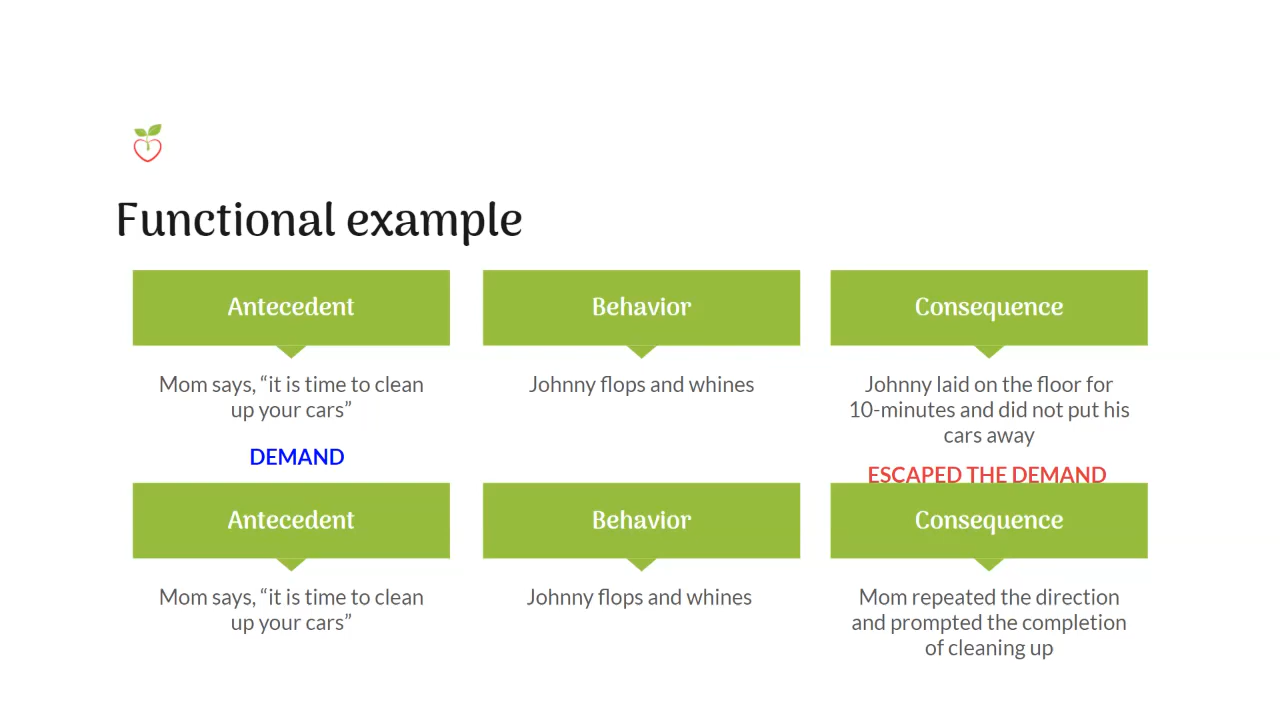 Functional example
Antecedent
Behavior
Consequence
Mom says, “it is time to clean
up your cars”
DEMAND
Johnny flops and whines
Johnny laid on the floor for
10-minutes and did not put his
cars away
ESCAPED THE DEMAND
Antecedent
Behavior
Consequence
Mom says, “it is time to clean
up your cars”
Johnny flops and whines
Mom repeated the direction
and prompted the completion
of cleaning up